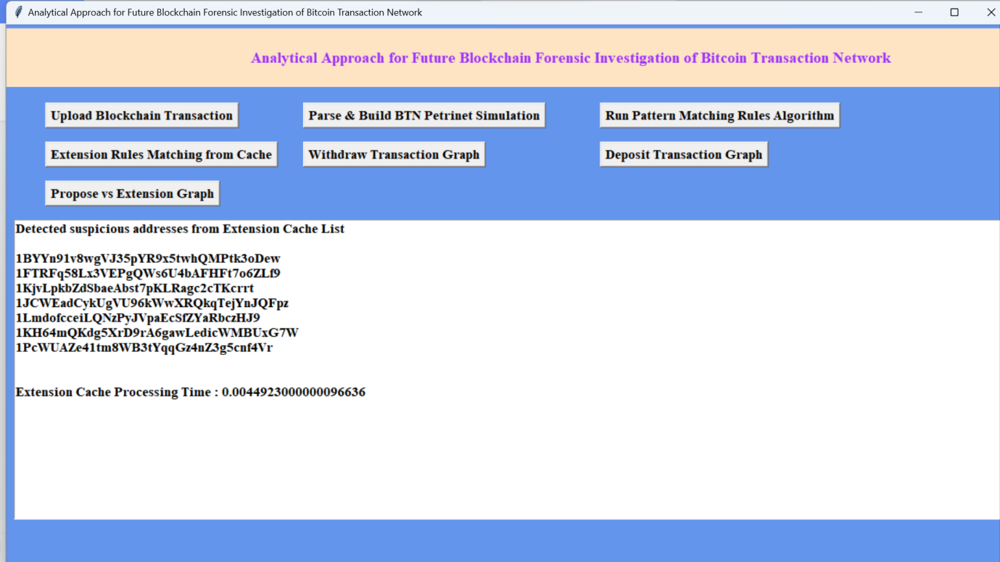 Analytical Approach for Future Blockchain Forensic Investigation of Bitcoin Transaction Network
Analytical Approach for Future Blockchain Forensic Investigation of Bitcoin Transaction Network
Upload Blockchain Transaction
Parse & Build BTN Petrinet Simulation
Run Pattern Matching Rules Algorithm
Extension Rules Matching from Cache
Withdraw Transaction Graph
Deposit Transaction Graph
Propose vs Extension Graph
Detected suspicious addresses from Extension Cache List
1BYYn91v8wgVJ35pYR9x5twhQMPtk3oDew
1FTRFq58Lx3VEPgQWs6U4bAFHFt7o6ZLf9
1KjvLpkbZdSbaeAbst7pKLRagc2cTKcrrt
1JCWEadCykUgVU96kWwXRQkqTejYnJQFpz
1LmdofcceiLQNzPyJVpaEcSfZYaRbczHJ9
1KH64mQKdg5XrD9rA6gawLedicWMBUxG7W
1PcWUAZe41tm8WB3tYqqGz4nZ3g5cnf4Vr
Extension Cache Processing Time : 0.0044923000000096636